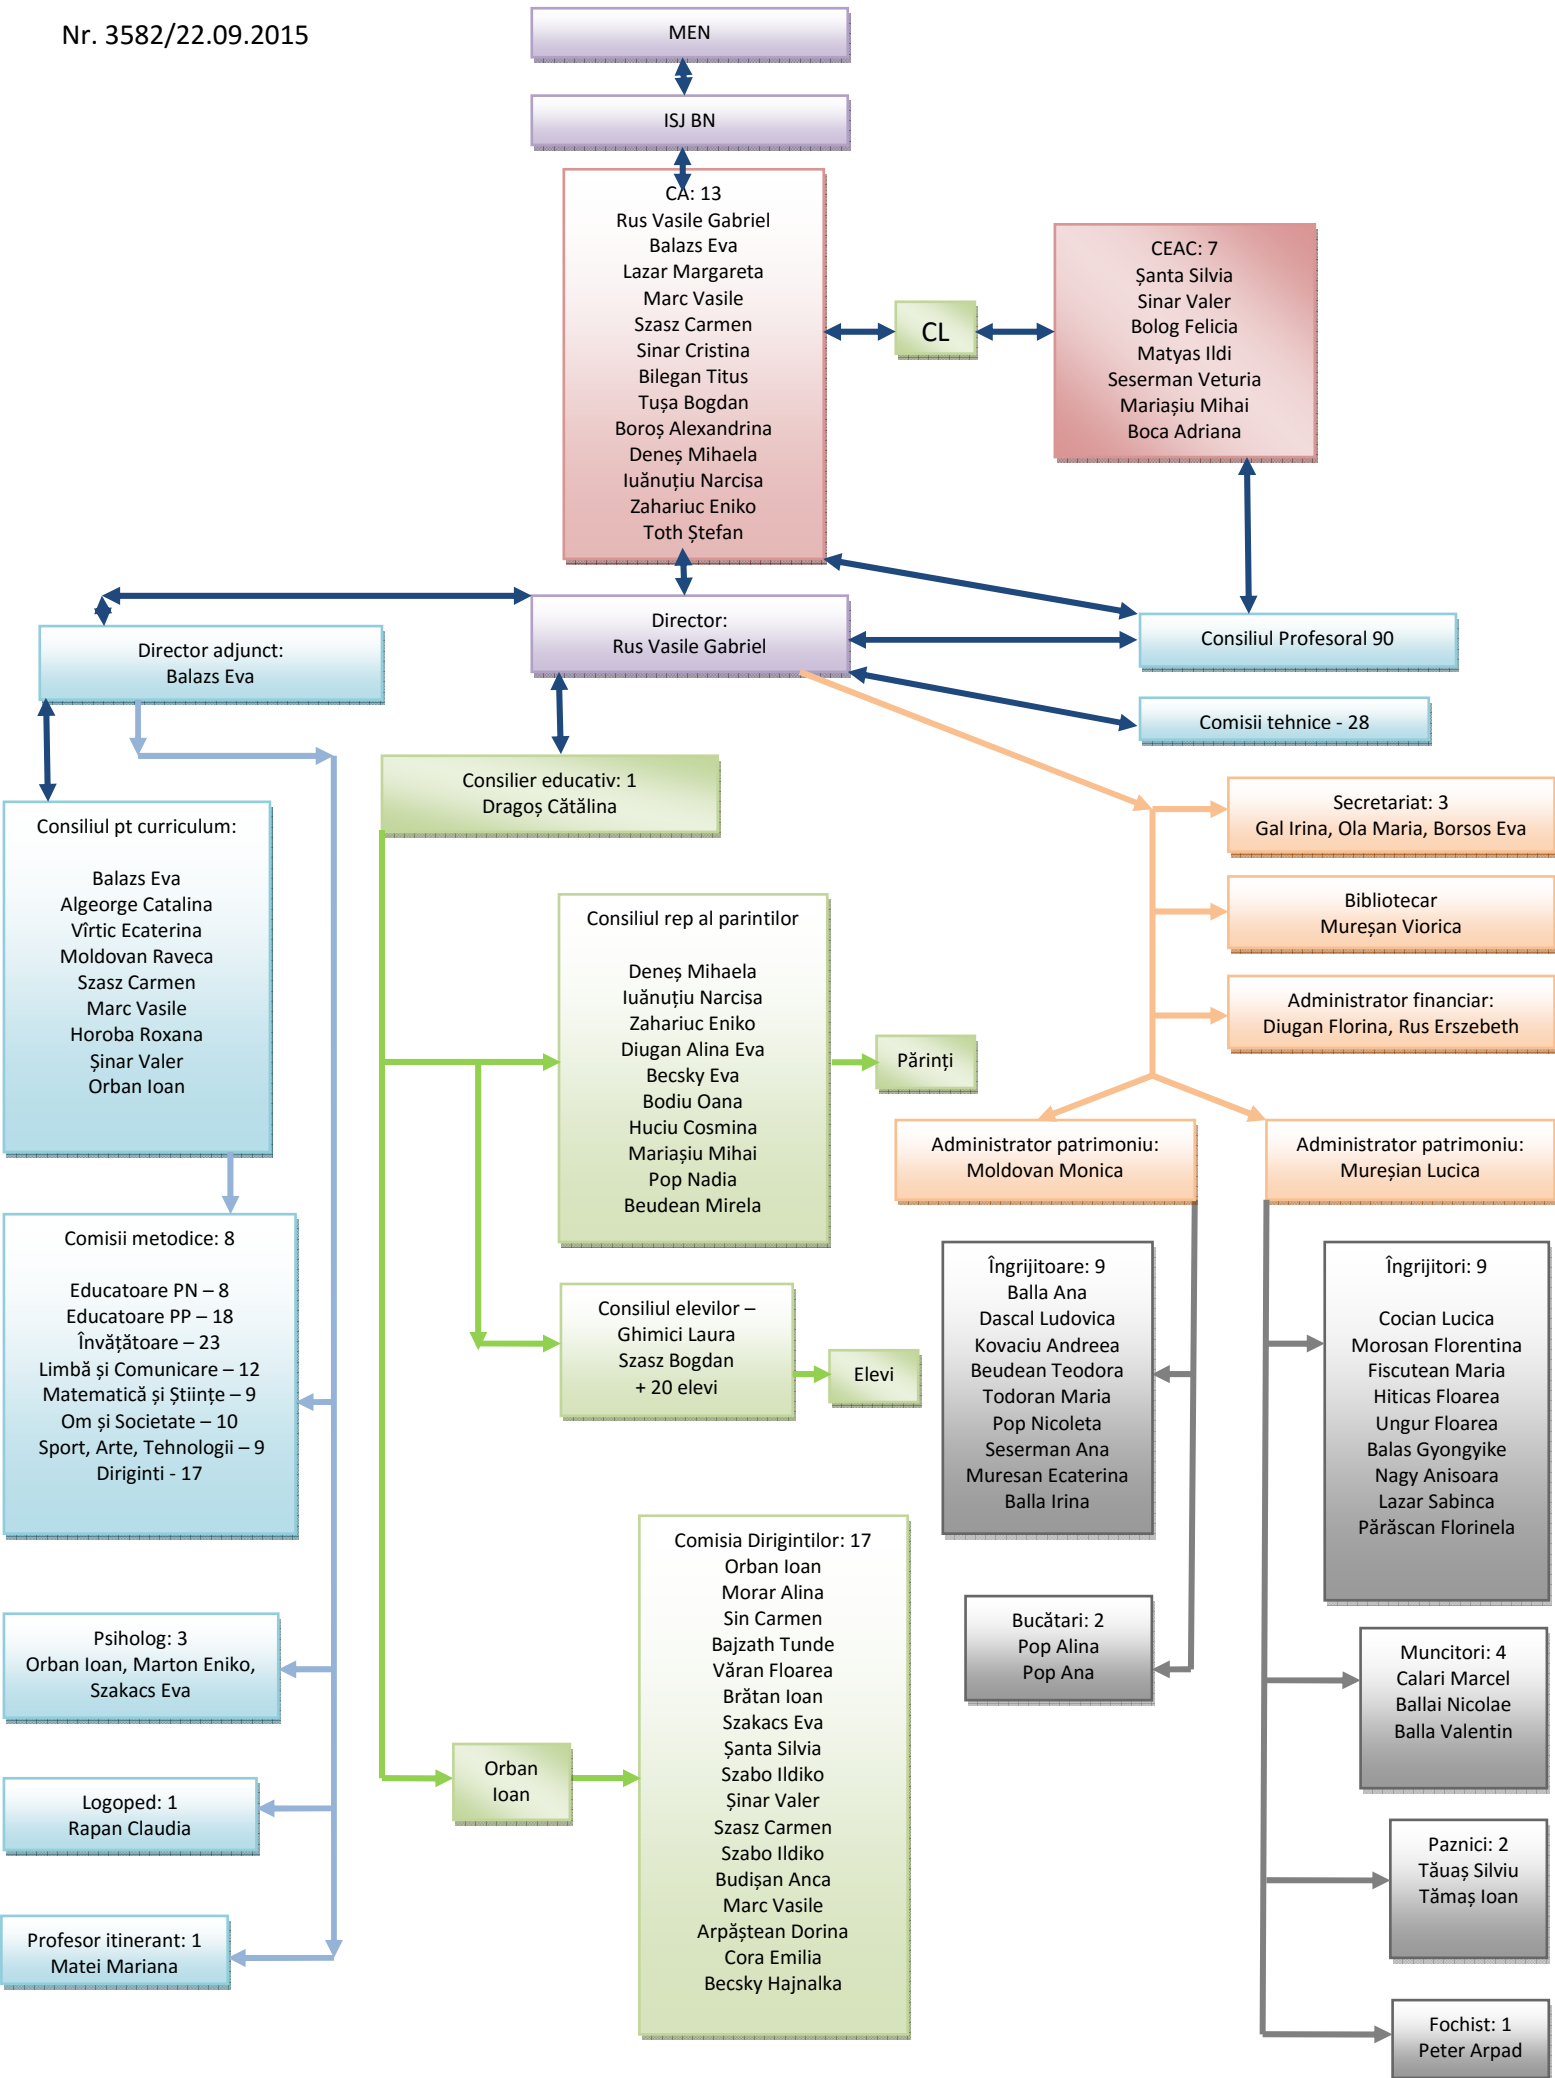 Nr. 3582/22.09.2015
MEN
ISJ BN
CA: 13
Rus Vasile Gabriel
Balazs Eva
Lazar Margareta
Marc Vasile
Szasz Carmen
Sinar Cristina
Bilegan Titus
Tușa Bogdan
Boroș Alexandrina
Deneș Mihaela
Iuănuțiu Narcisa
Zahariuc Eniko
Toth Ștefan
CL
CEAC: 7
Șanta Silvia
Sinar Valer
Bolog Felicia
Matyas Ildi
Seserman Veturia
Mariașiu Mihai
Boca Adriana
Director adjunct:
Balazs Eva
Director:
Rus Vasile Gabriel
Consiliul Profesoral 90
Comisii tehnice - 28
Consilier educativ: 1
Dragoș Cătălina
Secretariat: 3
Gal Irina, Ola Maria, Borsos Eva
Bibliotecar
Mureșan Viorica
Administrator financiar:
Diugan Florina, Rus Erszebeth
Consiliul pt curriculum:
Balazs Eva
Algeorge Catalina
Vîrtic Ecaterina
Moldovan Raveca
Szasz Carmen
Marc Vasile
Horoba Roxana
Șinar Valer
Orban Ioan
Consiliul rep al parintilor
Deneș Mihaela
Iuănuțiu Narcisa
Zahariuc Eniko
Diugan Alina Eva
Becsky Eva
Bodiu Oana
Huciu Cosmina
Mariașiu Mihai
Pop Nadia
Beudean Mirela
Părinți
Administrator patrimoniu:
Moldovan Monica
Administrator patrimoniu:
Mureșian Lucica
Comisii metodice: 8
Educatoare PN – 8
Educatoare PP – 18
Învățătoare – 23
Limbă și Comunicare – 12
Matematică și Științe – 9
Om și Societate – 10
Sport, Arte, Tehnologii – 9
Diriginti - 17
Consiliul elevilor –
Ghimici Laura
Szasz Bogdan
+ 20 elevi
Elevi
Îngrijitoare: 9
Balla Ana
Dascal Ludovica
Kovaciu Andreea
Beudean Teodora
Todoran Maria
Pop Nicoleta
Seserman Ana
Muresan Ecaterina
Balla Irina
Îngrijitori: 9
Cocian Lucica
Morosan Florentina
Fiscutean Maria
Hiticas Floarea
Ungur Floarea
Balas Gyongyike
Nagy Anisoara
Lazar Sabinca
Părăscan Florinela
Comisia Dirigintilor: 17
Orban Ioan
Morar Alina
Sin Carmen
Bajzath Tunde
Văran Floarea
Brătan Ioan
Szakacs Eva
Șanta Silvia
Szabo Ildiko
Șinar Valer
Szasz Carmen
Szabo Ildiko
Budișan Anca
Marc Vasile
Arpăștean Dorina
Cora Emilia
Becsky Hajnalka
Psiholog: 3
Orban Ioan, Marton Eniko,
Szakacs Eva
Bucătari: 2
Pop Alina
Pop Ana
Muncitori: 4
Calari Marcel
Ballai Nicolae
Balla Valentin
Orban
Ioan
Logoped: 1
Rapan Claudia
Paznici: 2
Tăuaș Silviu
Tămaș Ioan
Profesor itinerant: 1
Matei Mariana
Fochist: 1
Peter Arpad